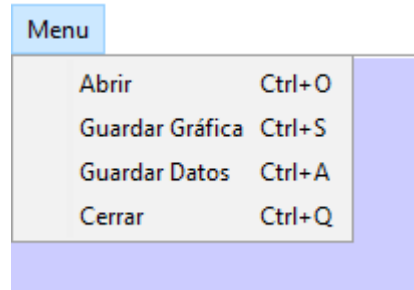 Menu
Abrir Ctrl+O
Guardar Gráfica Ctrl+S
Guardar Datos Ctrl+A
Cerrar Ctrl+Q